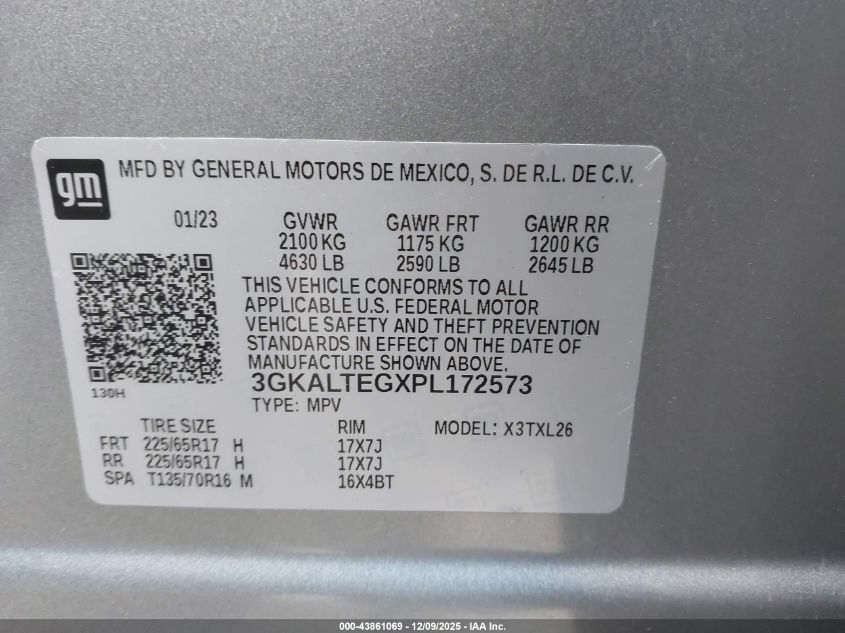 gm
MFD BY GENERAL MOTORS DE MEXICO, S. DE R.L. DE C.V.
01/23 GVWR GAWR FRT GAWR RR
2100 KG 1175 KG 1200 KG
4630 LB 2590 LB 2645 LB
THIS VEHICLE CONFORMS TO ALL
APPLICABLE U.S. FEDERAL MOTOR
VEHICLE SAFETY AND THEFT PREVENTION
STANDARDS IN EFFECT ON THE DATE OF
MANUFACTURE SHOWN ABOVE.
3GKALTEGXPL172573
130H
TYPE: MPV
TIRE SIZE RIM MODEL: X3TXL26
FRT 225/65R17 H 17X7J
RR 225/65R17 H 17X7J
SPA T135/70R16 M 16X4BT
000-43861069 - 12/09/2025 - IAA Inc.